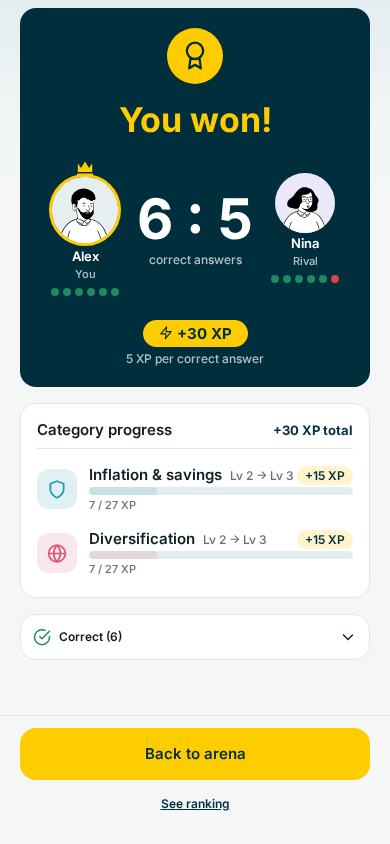 You won!
6 : 5
correct answers
Alex
You
Nina
Rival
+30 XP
5 XP per correct answer
Category progress
+30 XP total
Inflation & savings Lv 2 → Lv 3 +15 XP
7 / 27 XP
Diversification Lv 2 → Lv 3 +15 XP
7 / 27 XP
Correct (6)
Back to arena
See ranking